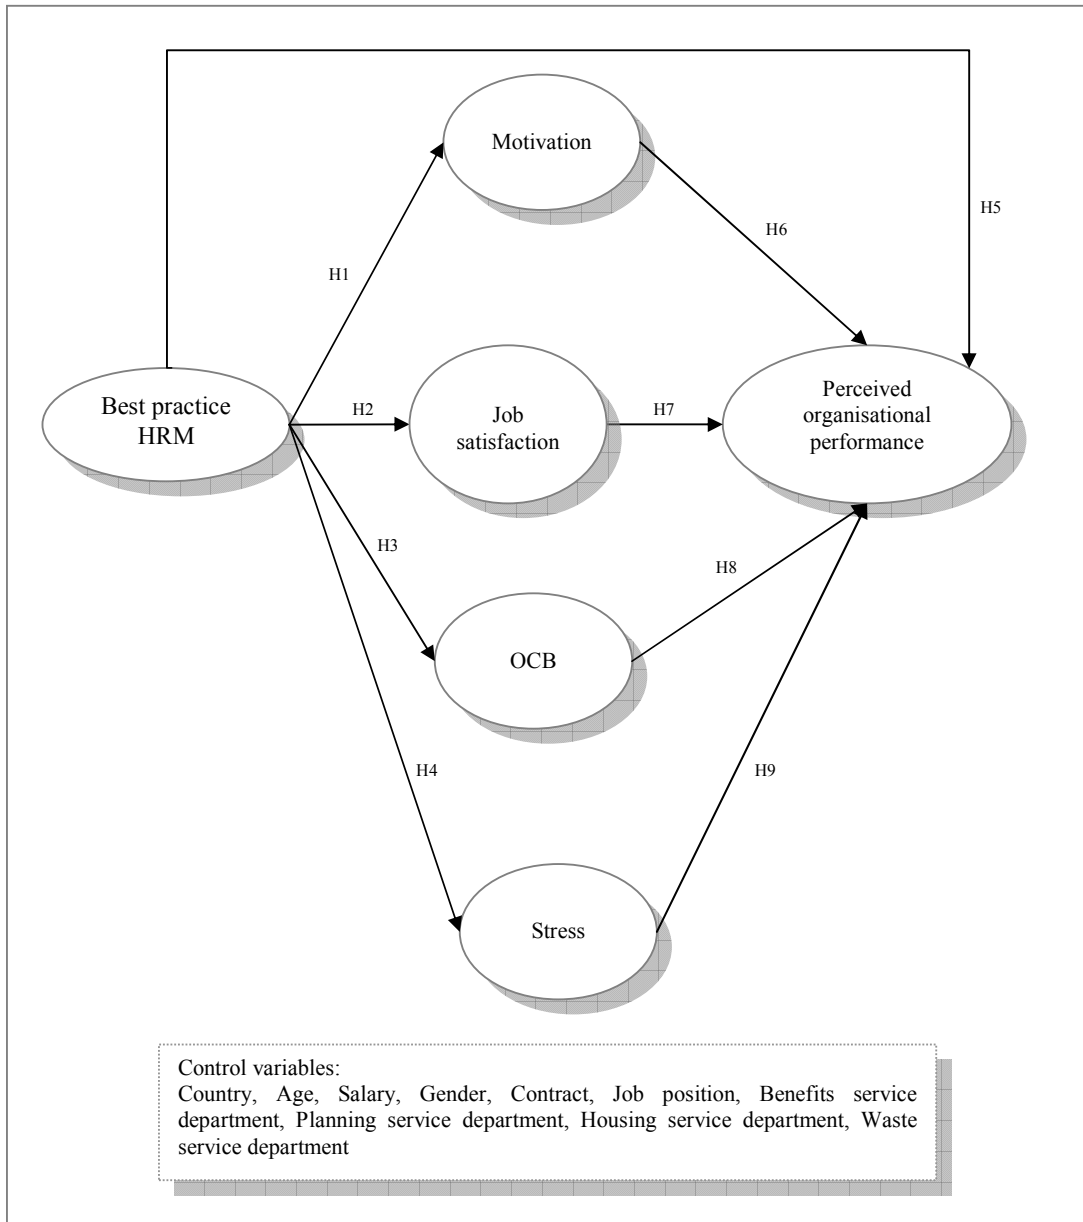 Motivation
H5
H6
H1
Best practice
HRM
H2
Job
satisfaction
H7
Perceived
organisational
performance
H3
H8
OCB
H4
H9
Stress
Control variables:
Country, Age, Salary, Gender, Contract, Job position, Benefits service
department, Planning service department, Housing service department, Waste
service department